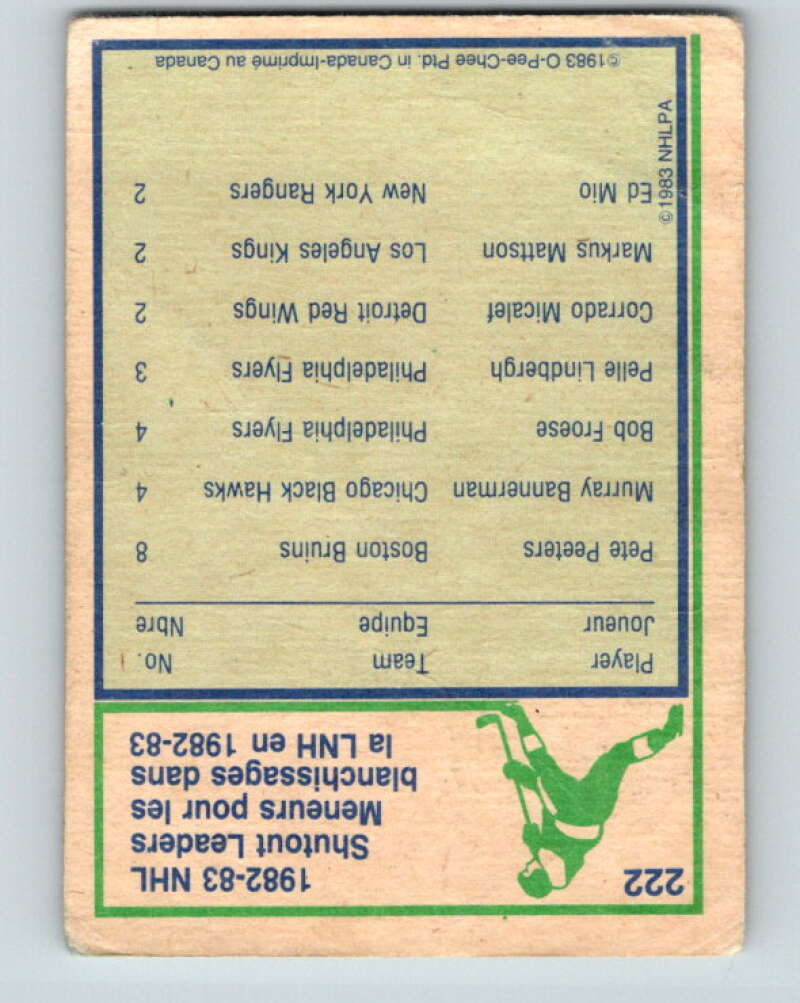 222
1982-83 NHL
Shutout Leaders
Meneurs pour les
blanchissages dans
la LNH en 1982-83
Player Team No.
Joueur Equipe Nbre
Pete Peeters Boston Bruins 8
Murray Bannerman Chicago Black Hawks 4
Bob Froese Philadelphia Flyers 4
Pelle Lindbergh Philadelphia Flyers 3
Corrado Micalef Detroit Red Wings 2
Markus Mattson Los Angeles Kings 2
Ed Mio New York Rangers 2
© 1983 NHLPA
©1983 O-Pee-Chee Ptd. in Canada-Imprimé au Canada